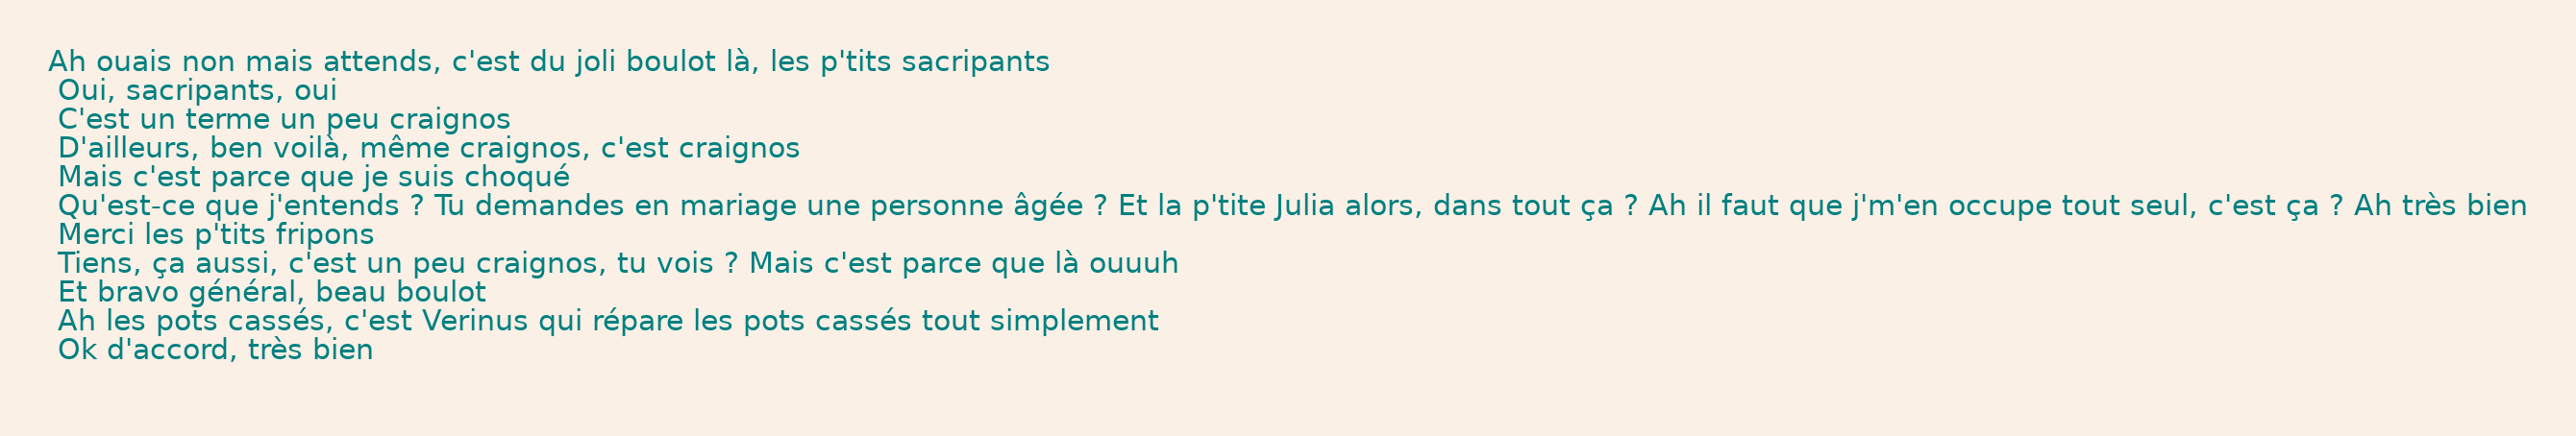 Ah ouais non mais attends, c'est du joli boulot là, les p'tits sacripants
Oui, sacripants, oui
C'est un terme un peu craignos
D'ailleurs, ben voilà, même craignos, c'est craignos
Mais c'est parce que je suis choqué
Qu'est-ce que j'entends ? Tu demandes en mariage une personne âgée ? Et la p'tite Julia alors, dans tout ça ? Ah il faut que j'm'en occupe tout seul, c'est ça ? Ah très bien
Merci les p'tits fripons
Tiens, ça aussi, c'est un peu craignos, tu vois ? Mais c'est parce que là ouuuh
Et bravo général, beau boulot
Ah les pots cassés, c'est Verinus qui répare les pots cassés tout simplement
Ok d'accord, très bien